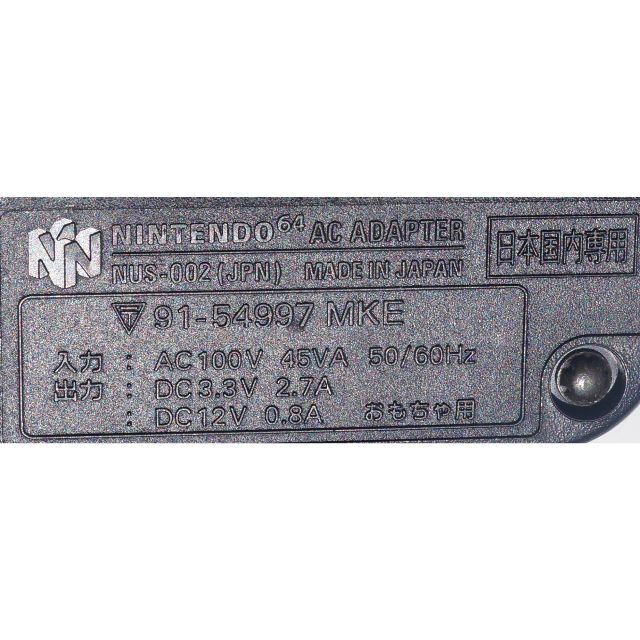 NINTENDO64 AC ADAPTER
NUS-002 (JPN) MADE IN JAPAN
日本国内専用
91-54997 MKE
入力 : AC100V 45VA 50/60Hz
出力 : DC3.3V 2.7A
: DC12V 0.8A おもちゃ用